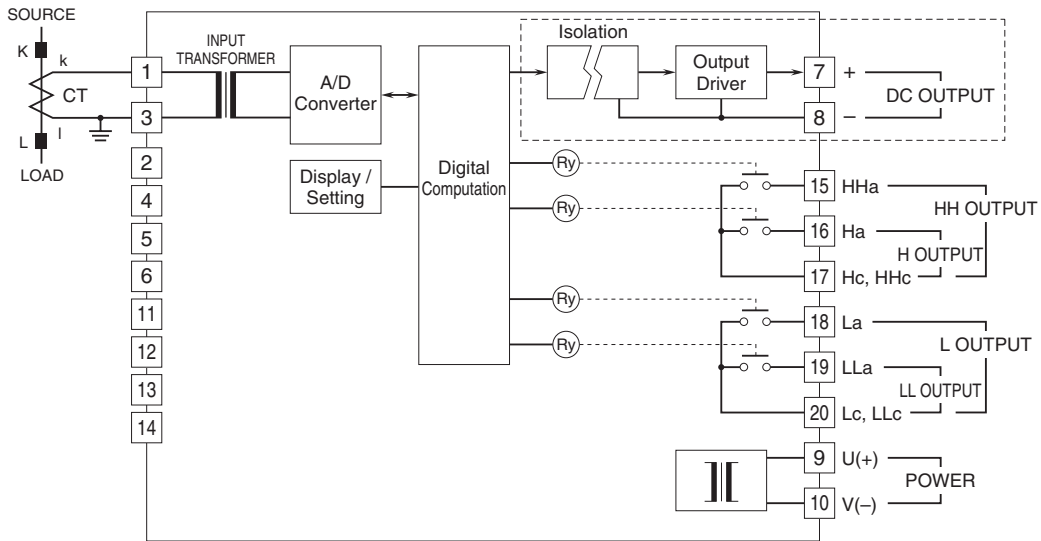 SOURCE
K
k
CT
L
l
LOAD
1
3
2
4
5
6
11
12
13
14
INPUT
TRANSFORMER
A/D
Converter
Display /
Setting
Digital
Computation
Isolation
Output
Driver
7
+
8
–
DC OUTPUT
Ry
Ry
Ry
Ry
15
HHa
16
Ha
17
Hc, HHc
HH OUTPUT
H OUTPUT
18
La
19
LLa
20
Lc, LLc
L OUTPUT
LL OUTPUT
9
U(+)
10
V(–)
POWER